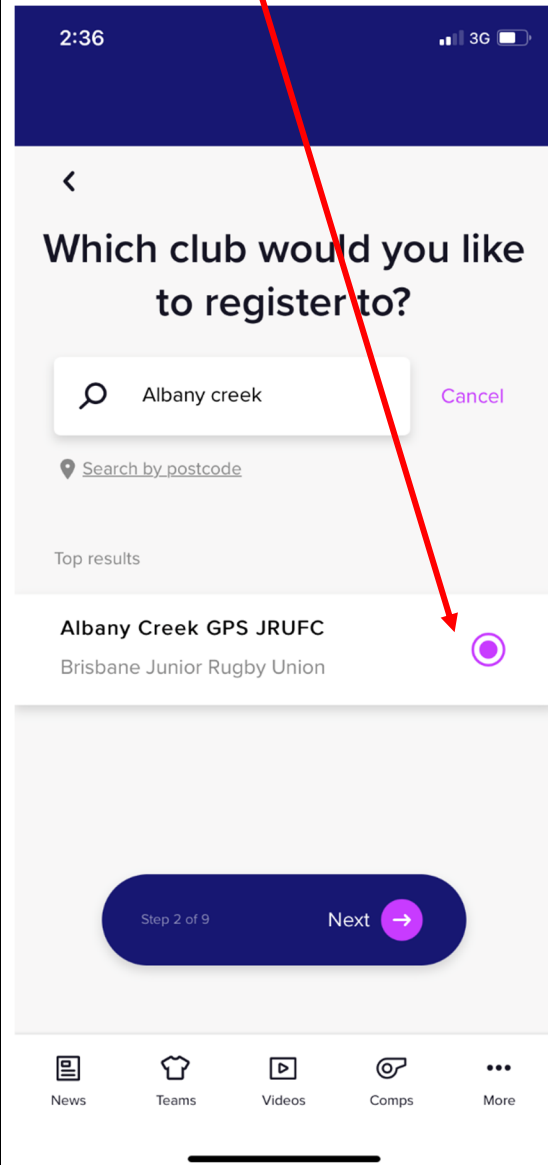 2:36
3G
Which club would you like
to register to?
Albany creek
Cancel
Search by postcode
Top results
Albany Creek GPS JRUFC
Brisbane Junior Rugby Union
Step 2 of 9
Next
News
Teams
Videos
Comps
More